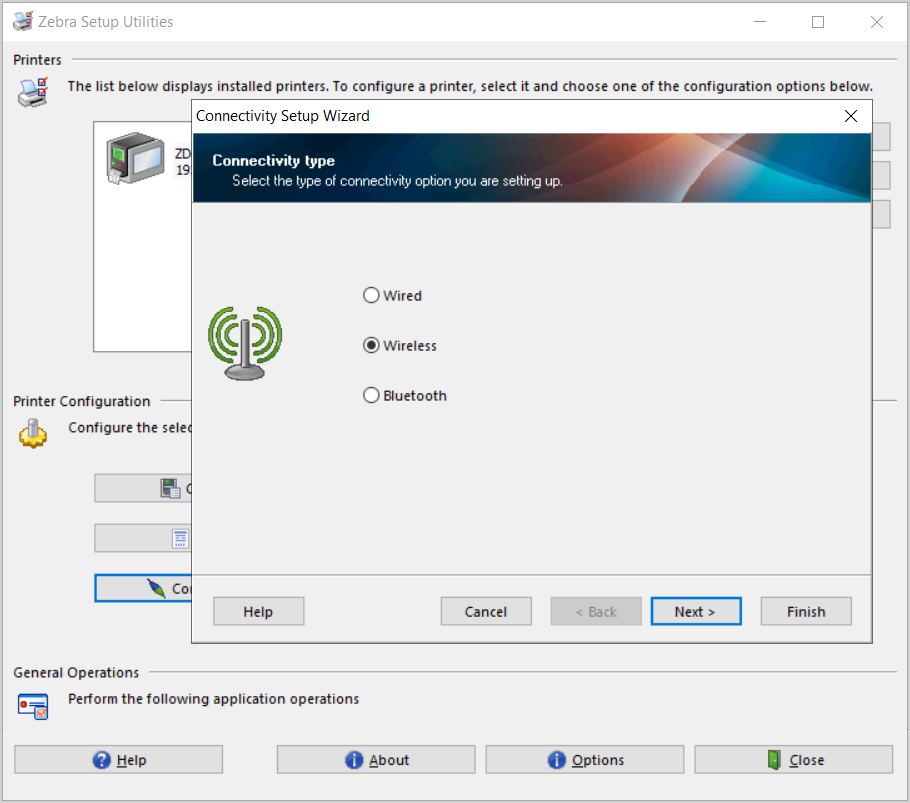 Zebra Setup Utilities
Printers
The list below displays installed printers. To configure a printer, select it and choose one of the configuration options below.
Connectivity Setup Wizard
Connectivity type
Select the type of connectivity option you are setting up.
ZD
19
Wired
Wireless
Bluetooth
Printer Configuration
Configure the selec
C
Co
Help
Cancel
< Back
Next >
Finish
General Operations
Perform the following application operations
Help
About
Options
Close